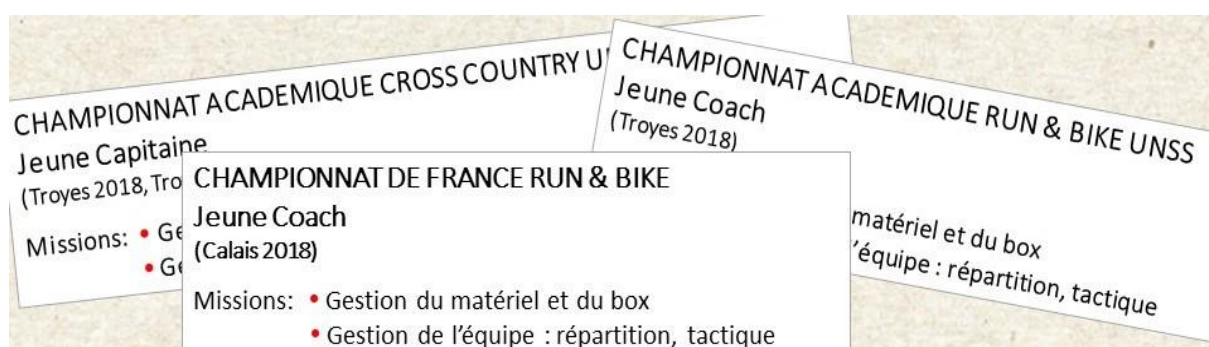 CHAMPIONNAT ACADEMIQUE CROSS COUNTRY
Jeune Capitaine
(Troyes 2018,
Missions: •
•
CHAMPIONNAT ACADEMIQUE RUN & BIKE UNSS
Jeune Coach
(Troyes 2018)
matériel et du box
’équipe : répartition, tactique
CHAMPIONNAT DE FRANCE RUN & BIKE
Jeune Coach
(Calais 2018)
Missions: • Gestion du matériel et du box
• Gestion de l’équipe : répartition, tactique